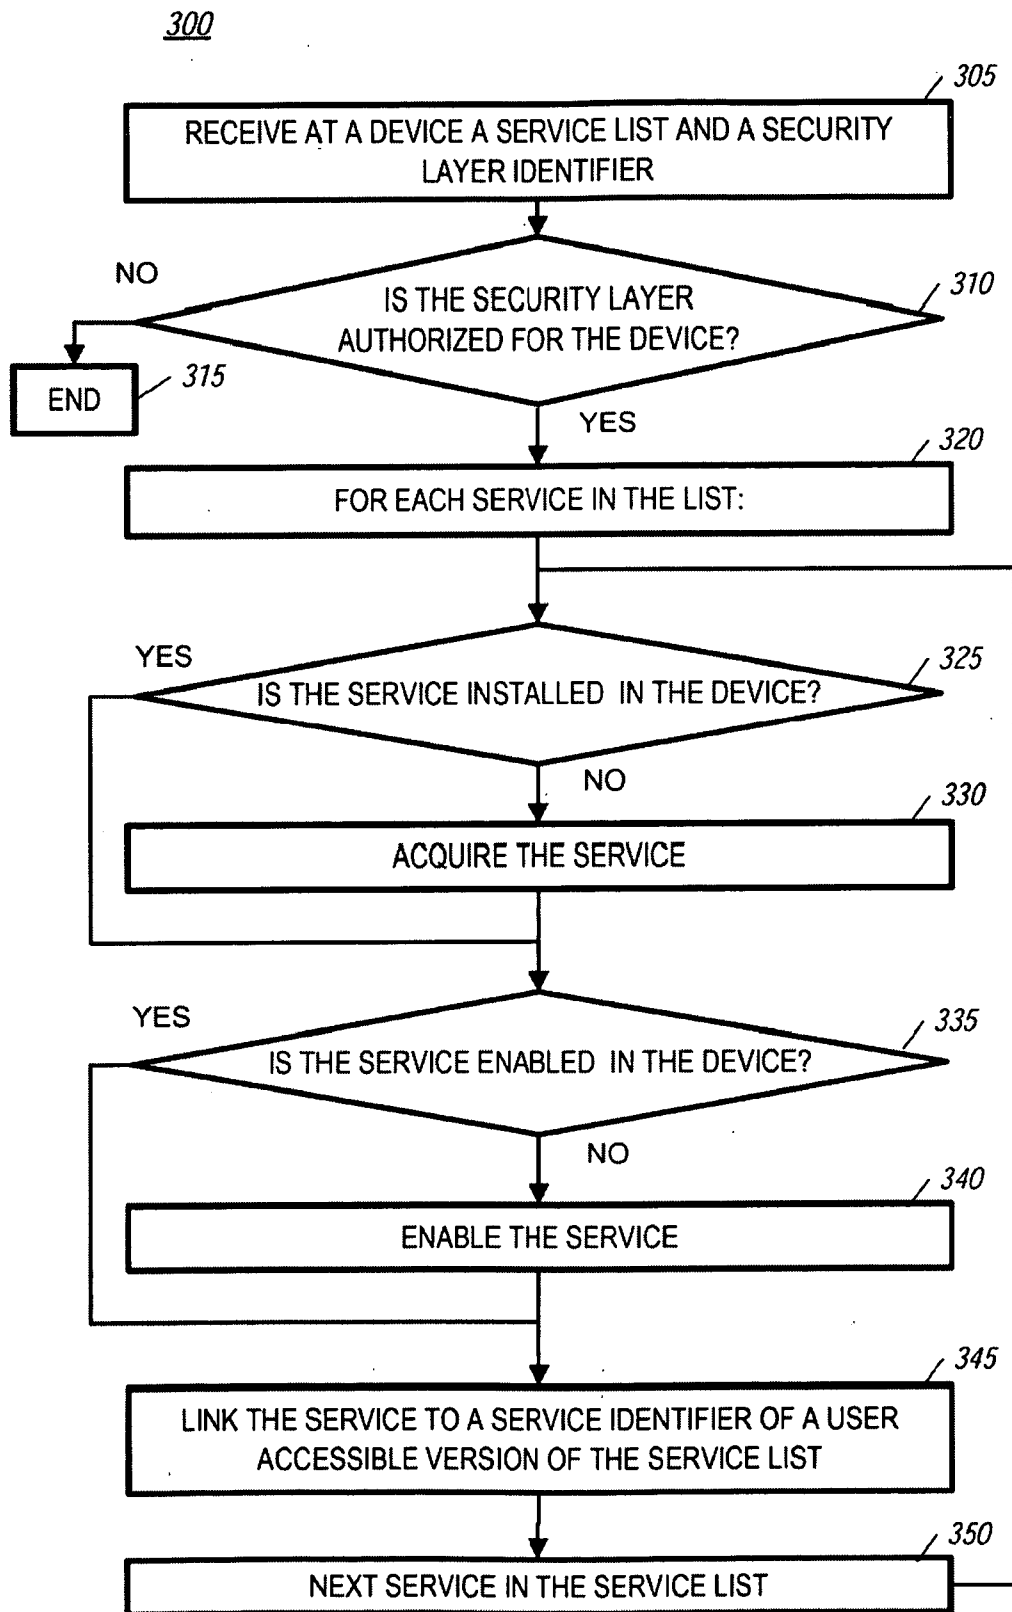 300
305
RECEIVE AT A DEVICE A SERVICE LIST AND A SECURITY
LAYER IDENTIFIER
NO
310
IS THE SECURITY LAYER
AUTHORIZED FOR THE DEVICE?
END
315
YES
320
FOR EACH SERVICE IN THE LIST:
YES
325
IS THE SERVICE INSTALLED IN THE DEVICE?
NO
330
ACQUIRE THE SERVICE
YES
335
IS THE SERVICE ENABLED IN THE DEVICE?
NO
340
ENABLE THE SERVICE
345
LINK THE SERVICE TO A SERVICE IDENTIFIER OF A USER
ACCESSIBLE VERSION OF THE SERVICE LIST
350
NEXT SERVICE IN THE SERVICE LIST